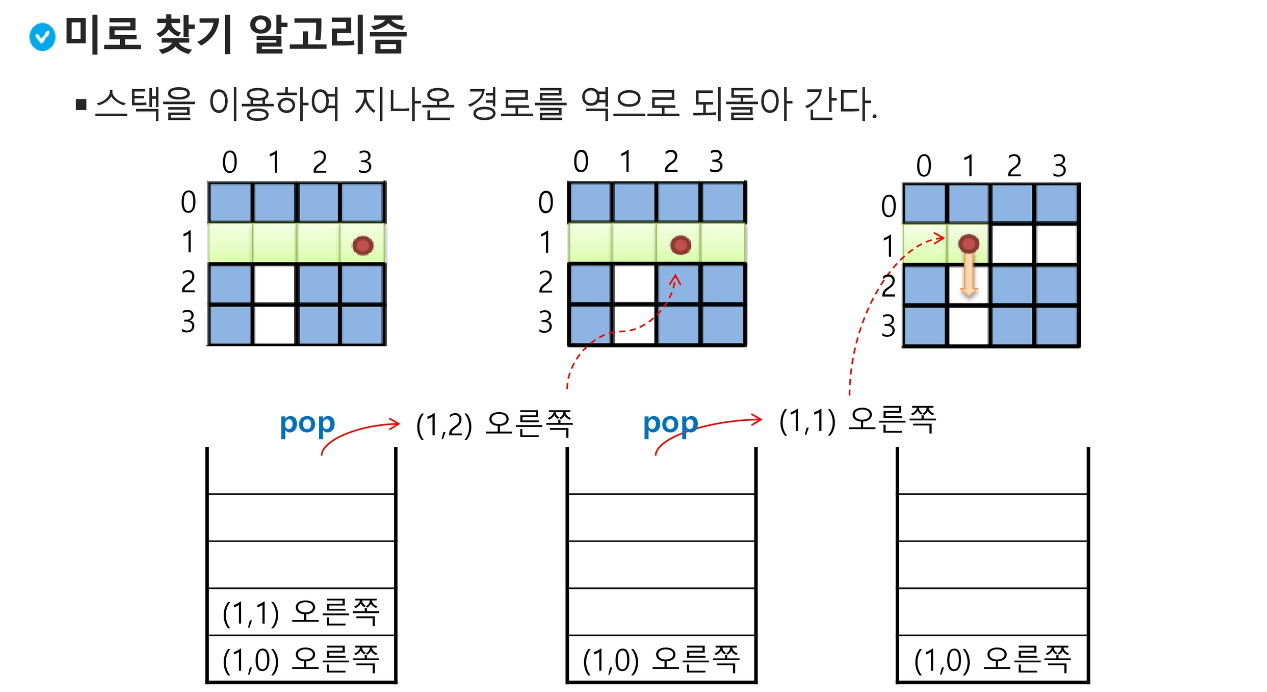 미로 찾기 알고리즘
스택을 이용하여 지나온 경로를 역으로 되돌아 간다.
0 1 2 3
0
1
2
3
0 1 2 3
0
1
2
3
0 1 2 3
0
1
2
3
pop
(1,2) 오른쪽
pop
(1,1) 오른쪽
(1,1) 오른쪽
(1,0) 오른쪽
(1,0) 오른쪽
(1,0) 오른쪽